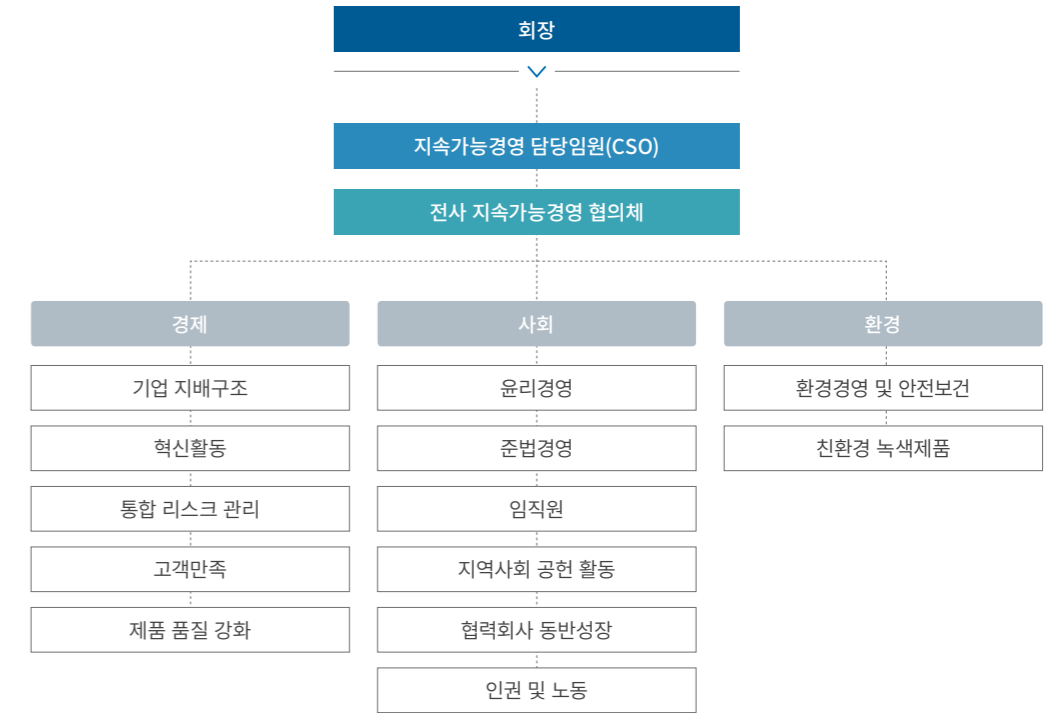 회장
지속가능경영 담당임원(CSO)
전사 지속가능경영 협의체
경제
기업 지배구조
혁신활동
통합 리스크 관리
고객만족
제품 품질 강화
사회
윤리경영
준법경영
임직원
지역사회 공헌 활동
협력회사 동반성장
인권 및 노동
환경
환경경영 및 안전보건
친환경 녹색제품